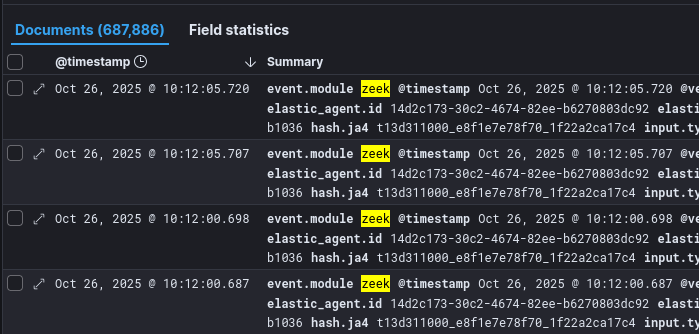 Documents (687,886) Field statistics
@timestamp Summary
Oct 26, 2025 @ 10:12:05.720 event.module zeek @timestamp Oct 26, 2025 @ 10:12:05.720 @ve
elastic_agent.id 14d2c173-30c2-4674-82ee-b6270803dc92 elasti
b1036 hash.ja4 t13d311000_e8f1e7e78f70_1f22a2ca17c4 input.ty
Oct 26, 2025 @ 10:12:05.707 event.module zeek @timestamp Oct 26, 2025 @ 10:12:05.707 @ve
elastic_agent.id 14d2c173-30c2-4674-82ee-b6270803dc92 elasti
b1036 hash.ja4 t13d311000_e8f1e7e78f70_1f22a2ca17c4 input.ty
Oct 26, 2025 @ 10:12:00.698 event.module zeek @timestamp Oct 26, 2025 @ 10:12:00.698 @ve
elastic_agent.id 14d2c173-30c2-4674-82ee-b6270803dc92 elasti
b1036 hash.ja4 t13d311000_e8f1e7e78f70_1f22a2ca17c4 input.ty
Oct 26, 2025 @ 10:12:00.687 event.module zeek @timestamp Oct 26, 2025 @ 10:12:00.687 @ve
elastic_agent.id 14d2c173-30c2-4674-82ee-b6270803dc92 elasti
b1036 hash.ja4 t13d311000_e8f1e7e78f70_1f22a2ca17c4 input.ty